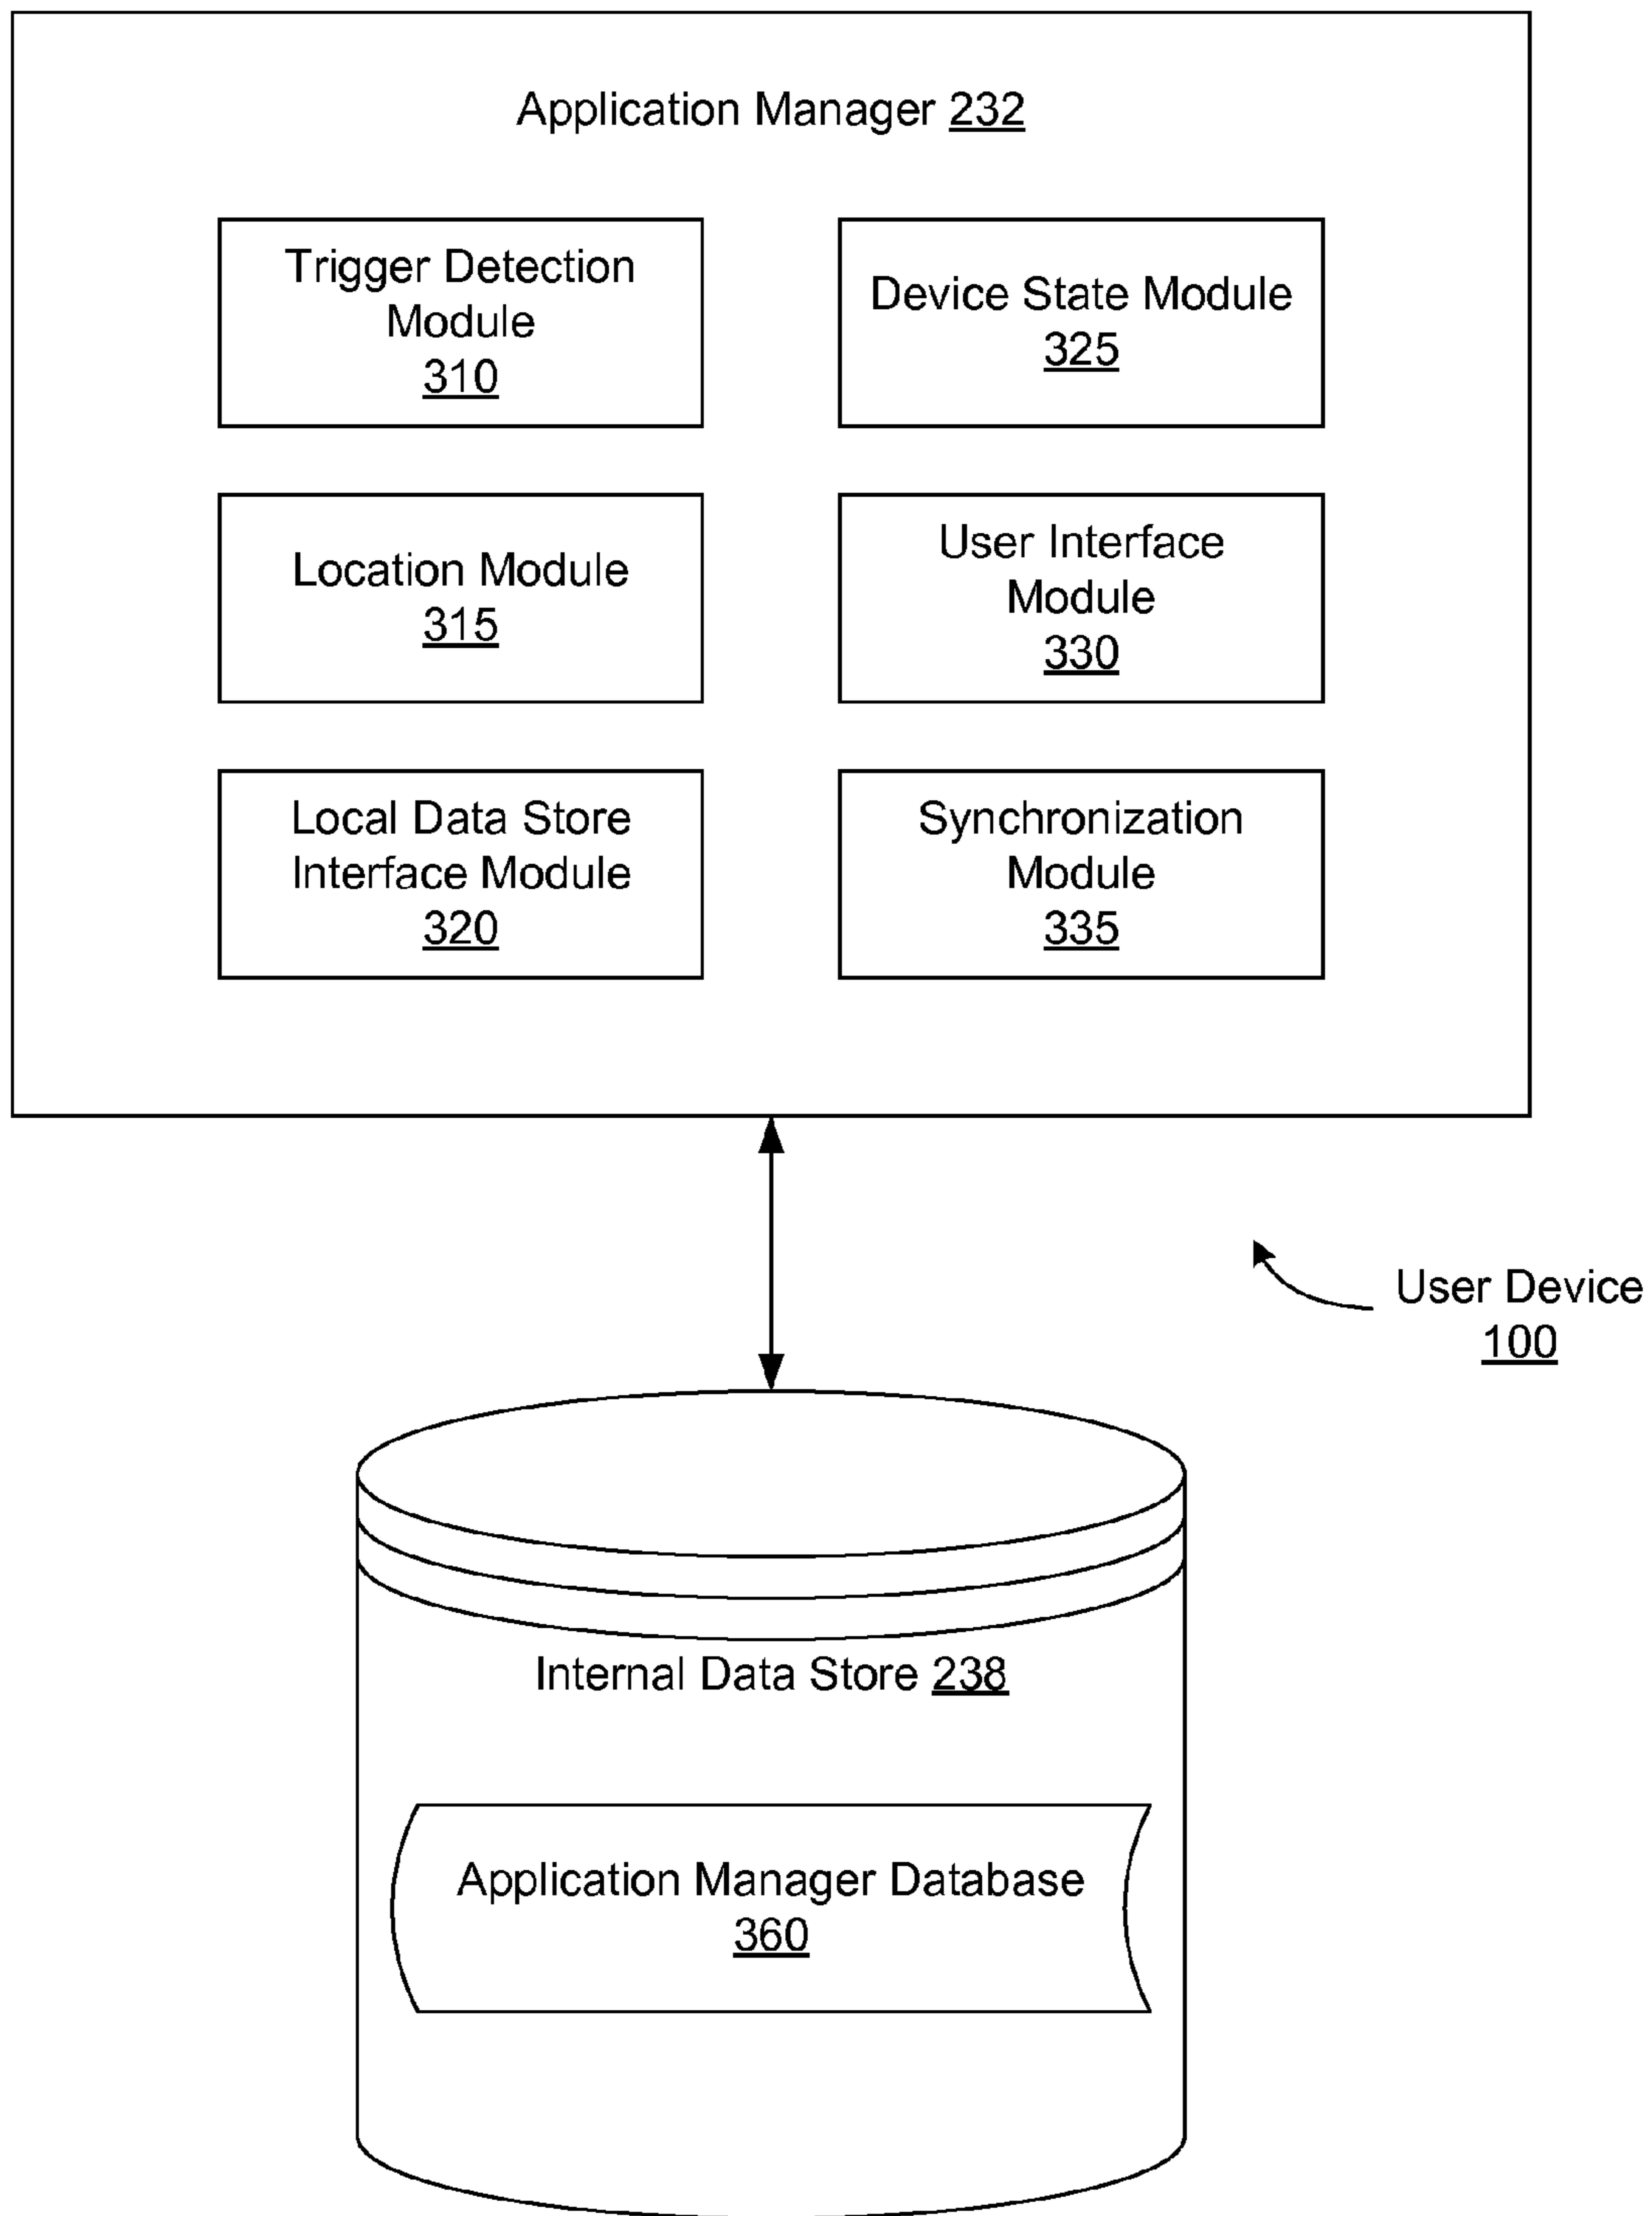 Application Manager 232
Trigger Detection
Module
310
Device State Module
325
Location Module
315
User Interface
Module
330
Local Data Store
Interface Module
320
Synchronization
Module
335
User Device
100
Internal Data Store 238
Application Manager Database
360